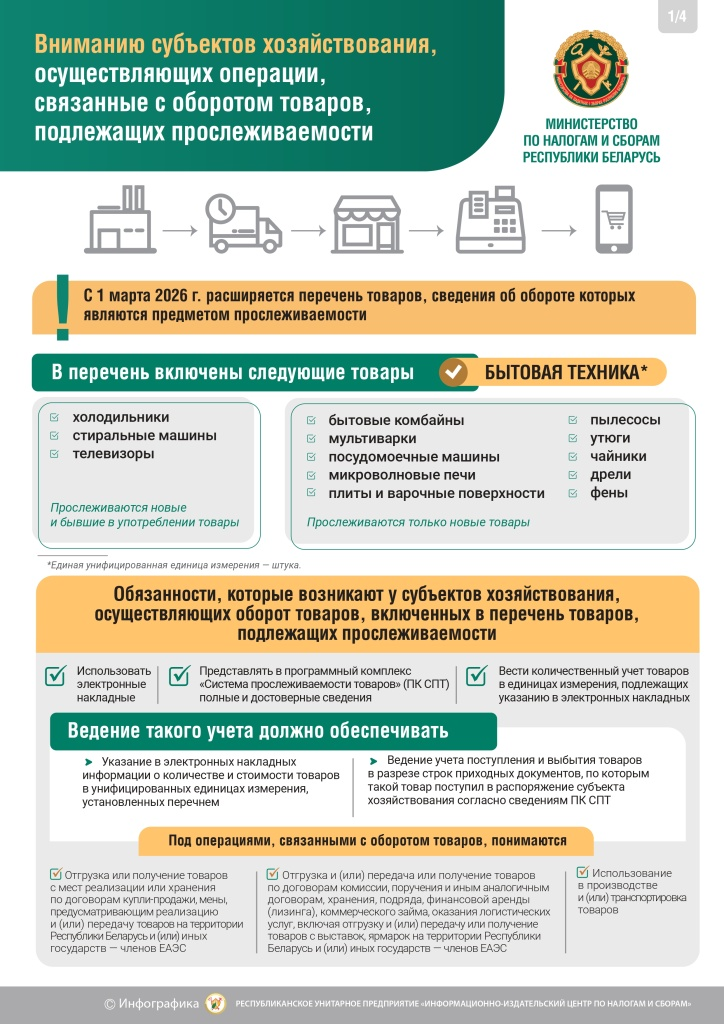 1/4
Вниманию субъектов хозяйствования,
осуществляющих операции,
связанные с оборотом товаров,
подлежащих прослеживаемости
МИНИСТЕРСТВО
ПО НАЛОГАМ И СБОРАМ
РЕСПУБЛИКИ БЕЛАРУСЬ
! С 1 марта 2026 г. расширяется перечень товаров, сведения об обороте которых
являются предметом прослеживаемости
В перечень включены следующие товары
БЫТОВАЯ ТЕХНИКА*
холодильники
стиральные машины
телевизоры
Прослеживаются новые
и бывшие в употреблении товары
бытовые комбайны
мультиварки
посудомоечные машины
микроволновые печи
плиты и варочные поверхности
пылесосы
утюги
чайники
дрели
фены
Прослеживаются только новые товары
*Единая унифицированная единица измерения — штука.
Обязанности, которые возникают у субъектов хозяйствования,
осуществляющих оборот товаров, включенных в перечень товаров,
подлежащих прослеживаемости
Использовать
электронные
накладные
Представлять в программный комплекс
«Система прослеживаемости товаров» (ПК СПТ)
полные и достоверные сведения
Вести количественный учет товаров
в единицах измерения, подлежащих
указанию в электронных накладных
Ведение такого учета должно обеспечивать
Указание в электронных накладных
информации о количестве и стоимости товаров
в унифицированных единицах измерения,
установленных перечнем
Ведение учета поступления и выбытия товаров
в разрезе строк приходных документов, по которым
такой товар поступил в распоряжение субъекта
хозяйствования согласно сведениям ПК СПТ
Под операциями, связанными с оборотом товаров, понимаются
Отгрузка или получение товаров
с мест реализации или хранения
по договорам купли-продажи, мены,
предусматривающим реализацию
и (или) передачу товаров на территории
Республики Беларусь и (или) иных
государств — членов ЕАЭС
Отгрузка и (или) передача или получение товаров
по договорам комиссии, поручения и иным аналогичным
договорам, хранения, подряда, финансовой аренды
(лизинга), коммерческого займа, оказания логистических
услуг, включая отгрузку и (или) передачу или получение
товаров с выставок, ярмарок на территории Республики
Беларусь и (или) иных государств — членов ЕАЭС
Использование
в производстве
и (или) транспортировка
товаров
© Инфографика
РЕСПУБЛИКАНСКОЕ УНИТАРНОЕ ПРЕДПРИЯТИЕ «ИНФОРМАЦИОННО-ИЗДАТЕЛЬСКИЙ ЦЕНТР ПО НАЛОГАМ И СБОРАМ»